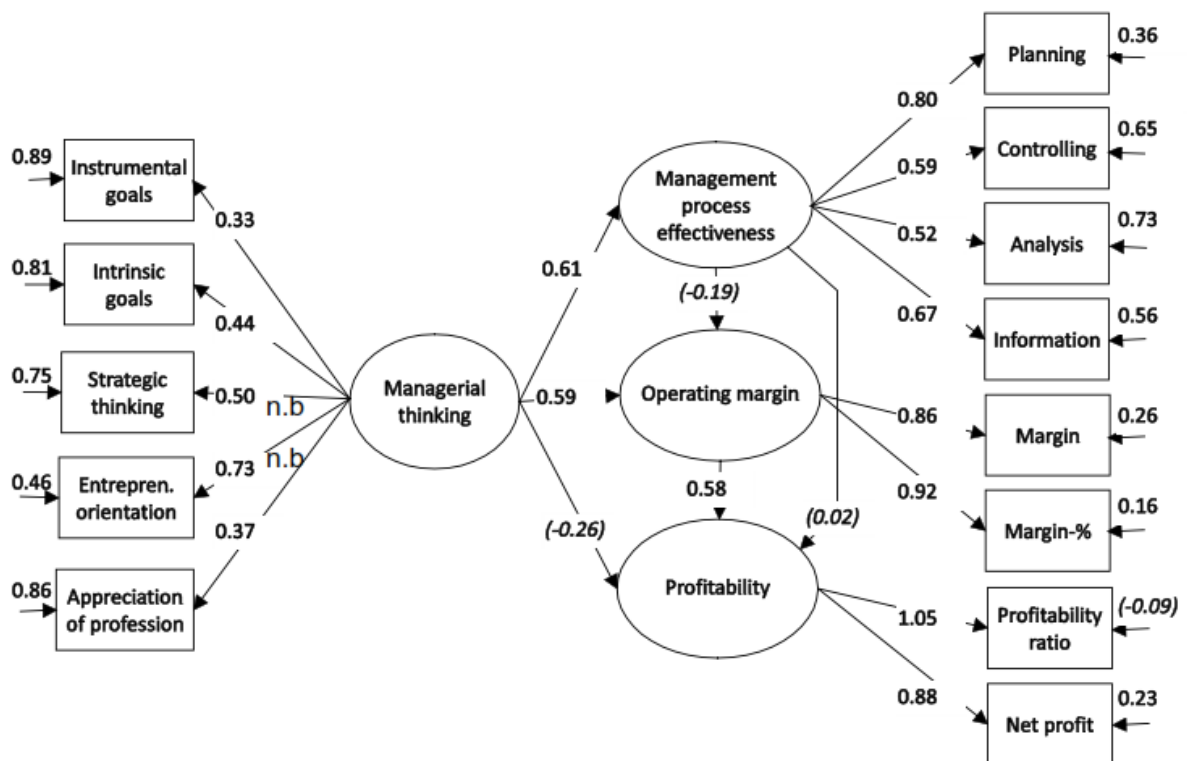 0.36
Planning
0.80
0.65
0.89
Instrumental
goals
Controlling
Management
process
effectiveness
0.59
0.33
0.73
0.52
Analysis
0.81
Intrinsic
goals
0.61
(-0.19)
0.67
0.56
Information
0.44
0.75
Strategic
thinking
0.50
n.b
Managerial
thinking
0.59
Operating margin
0.86
0.26
Margin
0.73
n.b
0.46
Entrepren.
orientation
0.58
0.92
0.16
Margin-%
0.37
(-0.26)
(0.02)
0.86
Appreciation
of profession
Profitability
1.05
Profitability
ratio
(-0.09)
0.88
0.23
Net profit